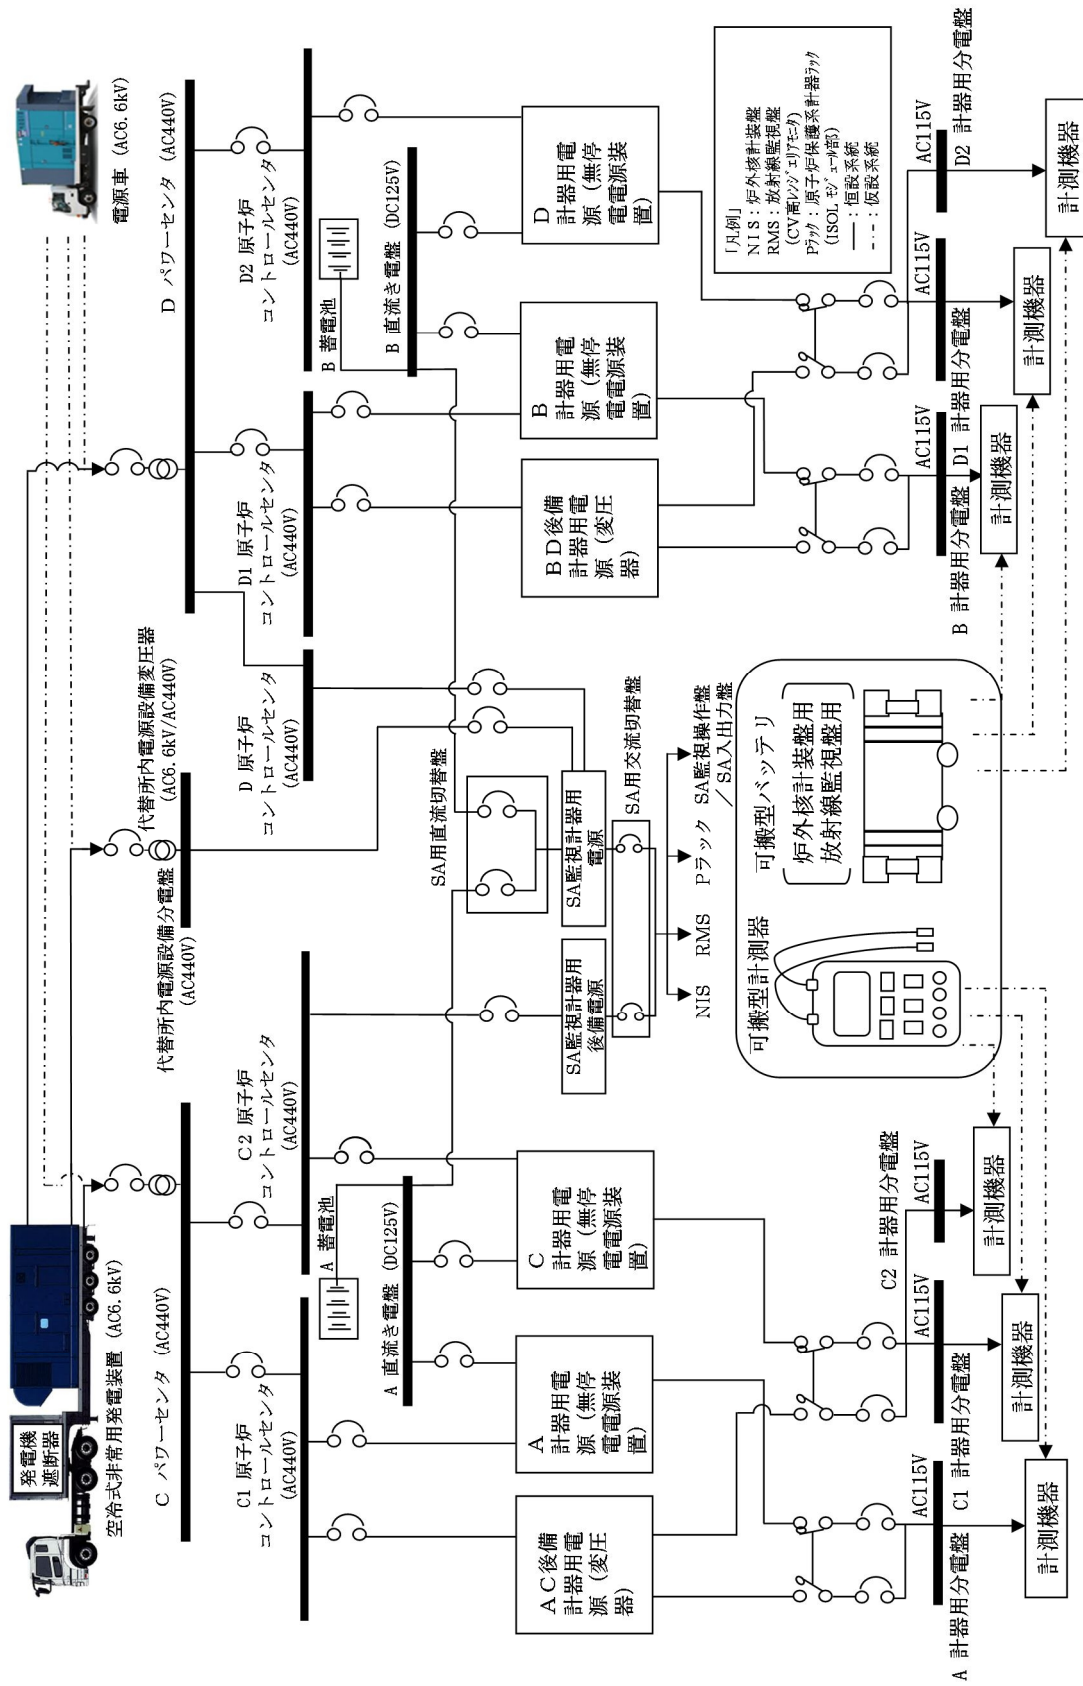 発電機
遮断器
空冷式非常用発電装置 (AC6.6kV)
電源車 (AC6.6kV)
C パワーセンタ (AC440V)
代替所内電源設備変圧器
(AC6.6kV/AC440V)
代替所内電源設備分電盤
(AC440V)
D パワーセンタ (AC440V)
C1 原子炉
コントロールセンタ
(AC440V)
C2 原子炉
コントロールセンタ
(AC440V)
D 原子炉
コントロールセンタ
(AC440V)
D1 原子炉
コントロールセンタ
(AC440V)
D2 原子炉
コントロールセンタ
(AC440V)
A 蓄電池
A 直流き電盤 (DC125V)
B 蓄電池
B 直流き電盤 (DC125V)
SA用直流切替盤
AC後備
計器用電
源（変圧
器）
A
計器用電
源（無停
電電源装
置）
C
計器用電
源（無停
電電源装
置）
SA監視計器用
後備電源
SA監視計器用
電源
SA用交流切替盤
BD後備
計器用電
源（変圧
器）
B
計器用電
源（無停
電電源装
置）
D
計器用電
源（無停
電電源装
置）
NIS
RMS
Pラック
SA監視操作盤
／SA入出力盤
「凡例」
NIS：炉外核計装盤
RMS：放射線監視盤
(CV高レンジエリアモニタ)
Pラック：原子炉保護系計器ラック
(ISOL モジュール部)
──：恒設系統
-･･-：仮設系統
AC115V
A 計器用分電盤
AC115V
C1 計器用分電盤
AC115V
C2 計器用分電盤
AC115V
B 計器用分電盤
AC115V
D1 計器用分電盤
AC115V
D2 計器用分電盤
可搬型計測器
可搬型バッテリ
炉外核計装盤用
放射線監視盤用
計測機器
計測機器
計測機器
計測機器
計測機器
計測機器